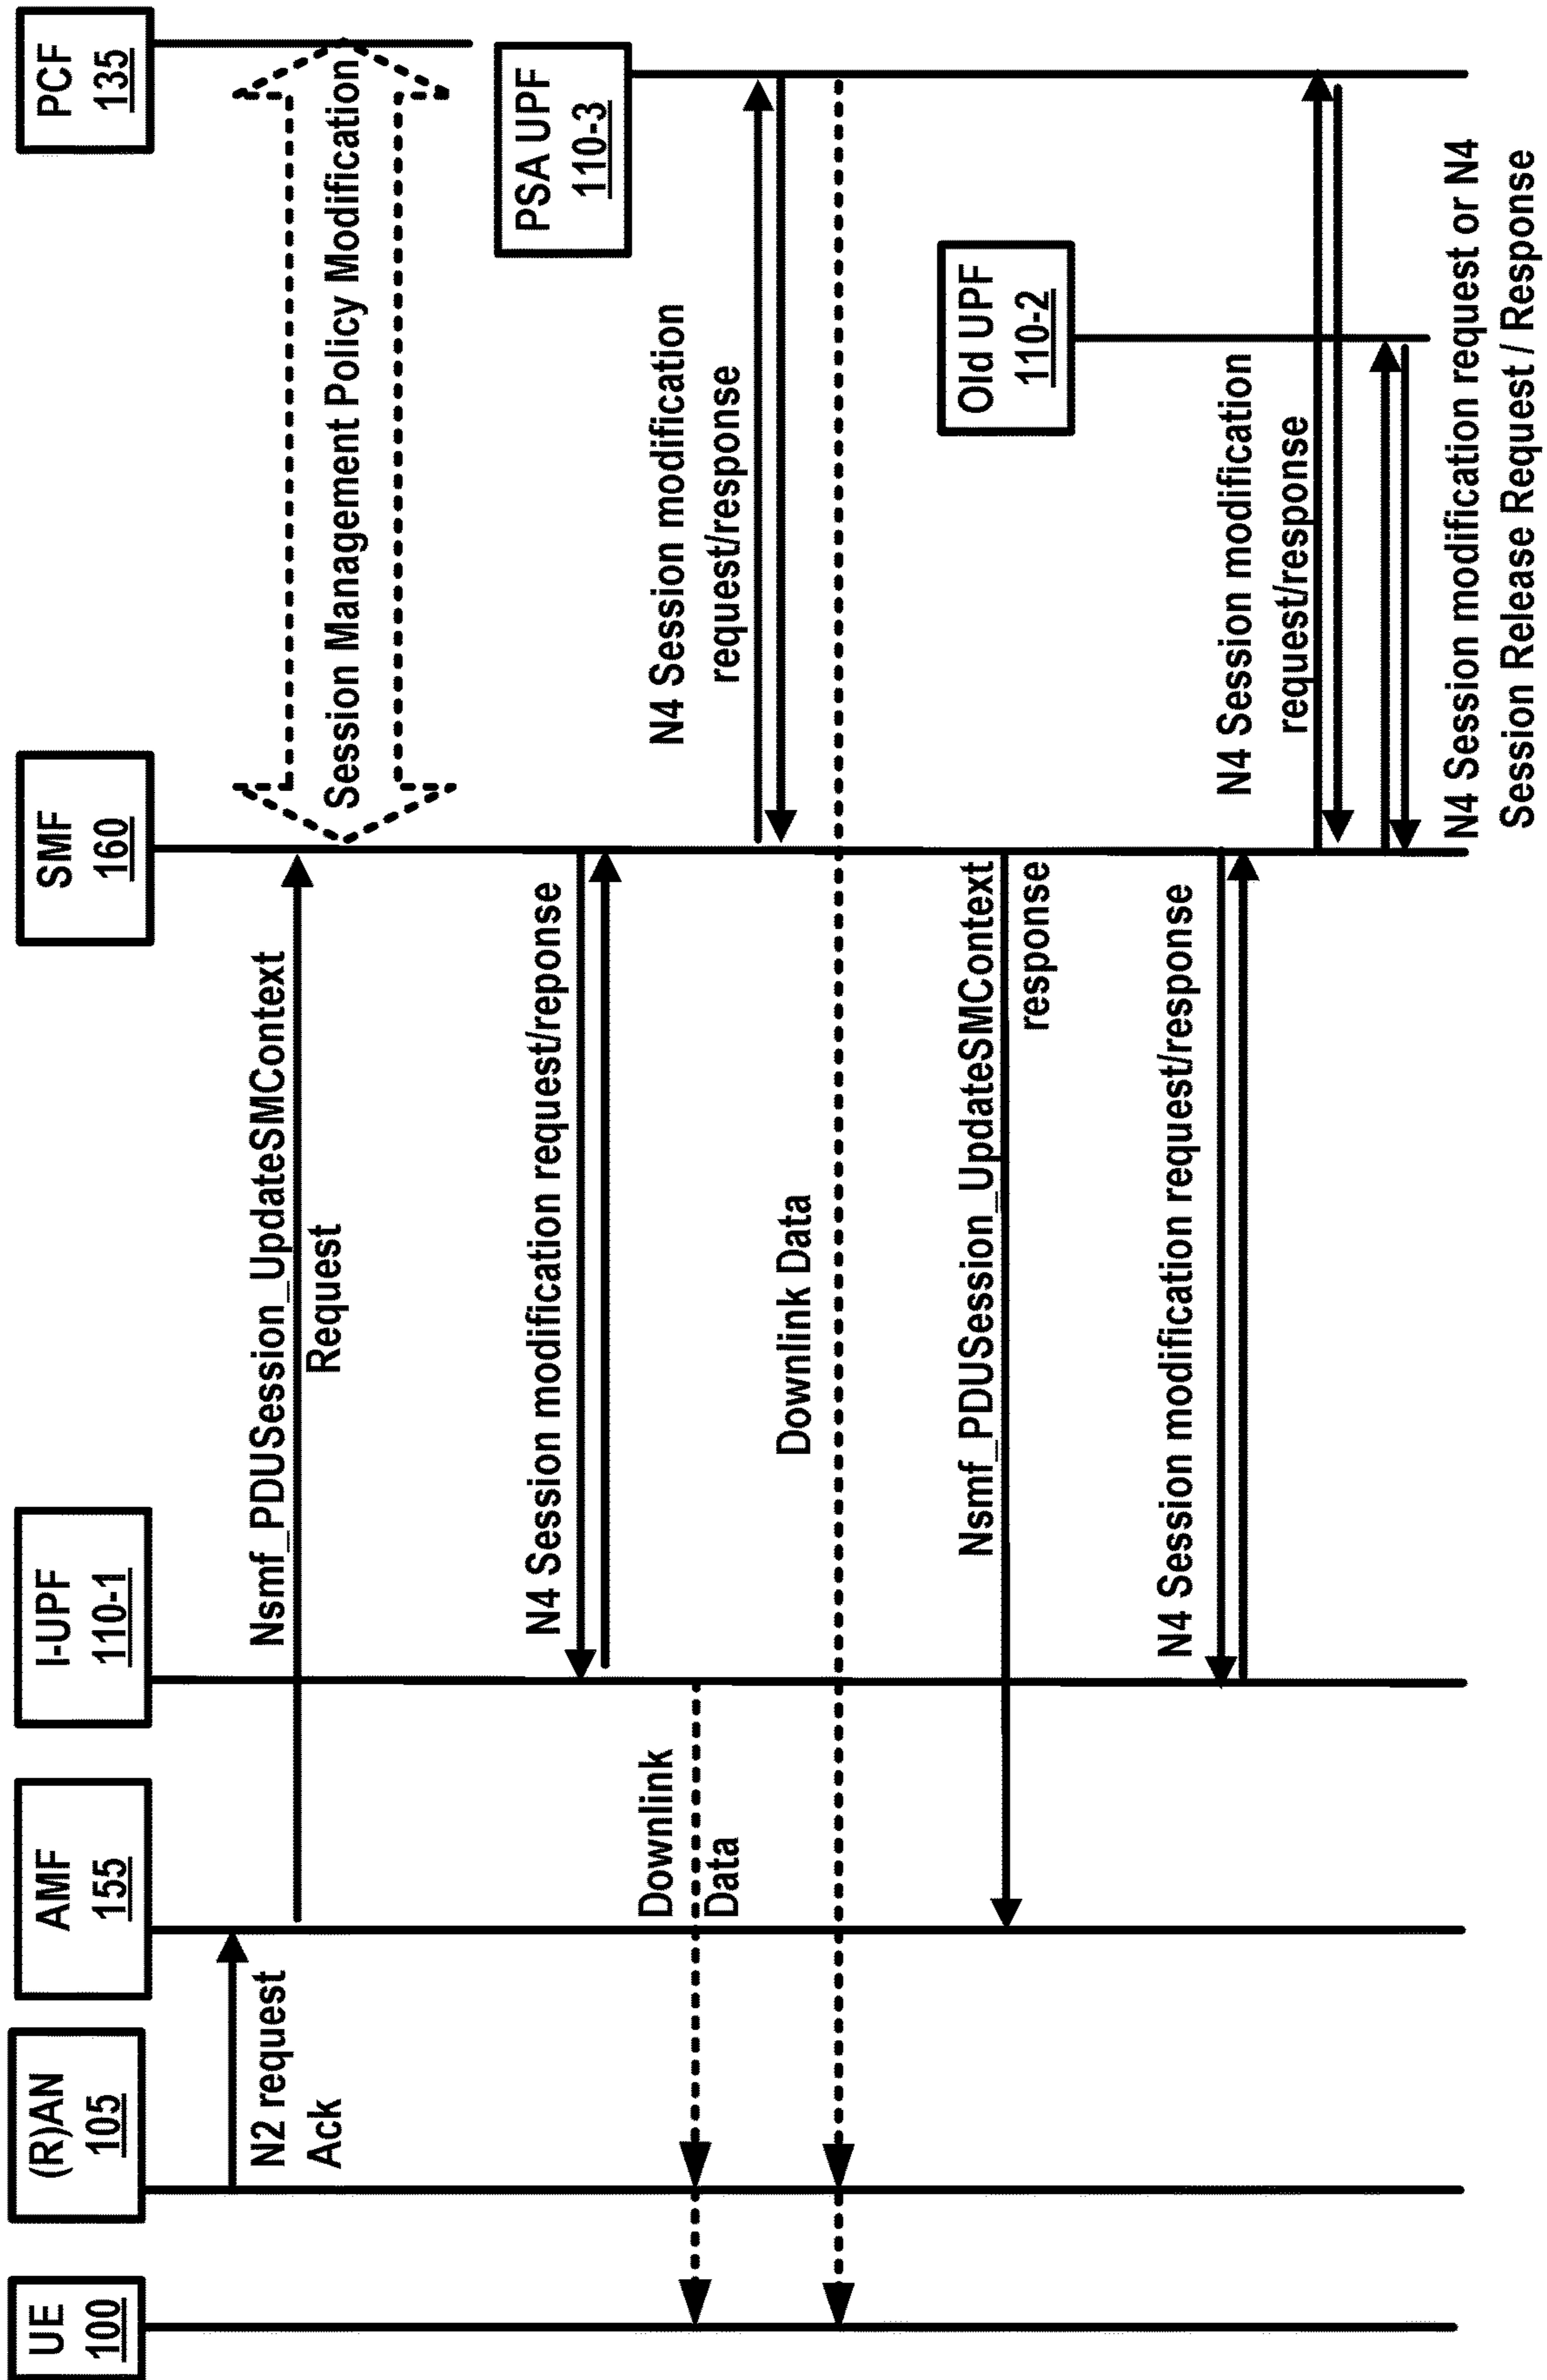 UE
100
(R)AN
105
AMF
155
I-UPF
110-1
SMF
160
PCF
135
N2 request
Ack
Nsmf_PDUSession_UpdateSMContext
Request
Session Management Policy Modification
PSA UPF
110-3
N4 Session modification request/reponse
Downlink
Data
N4 Session modification
request/response
Downlink Data
Old UPF
110-2
Nsmf_PDUSession_UpdateSMContext
response
N4 Session modification request/response
N4 Session modification
request/response
N4 Session modification request or N4
Session Release Request / Response